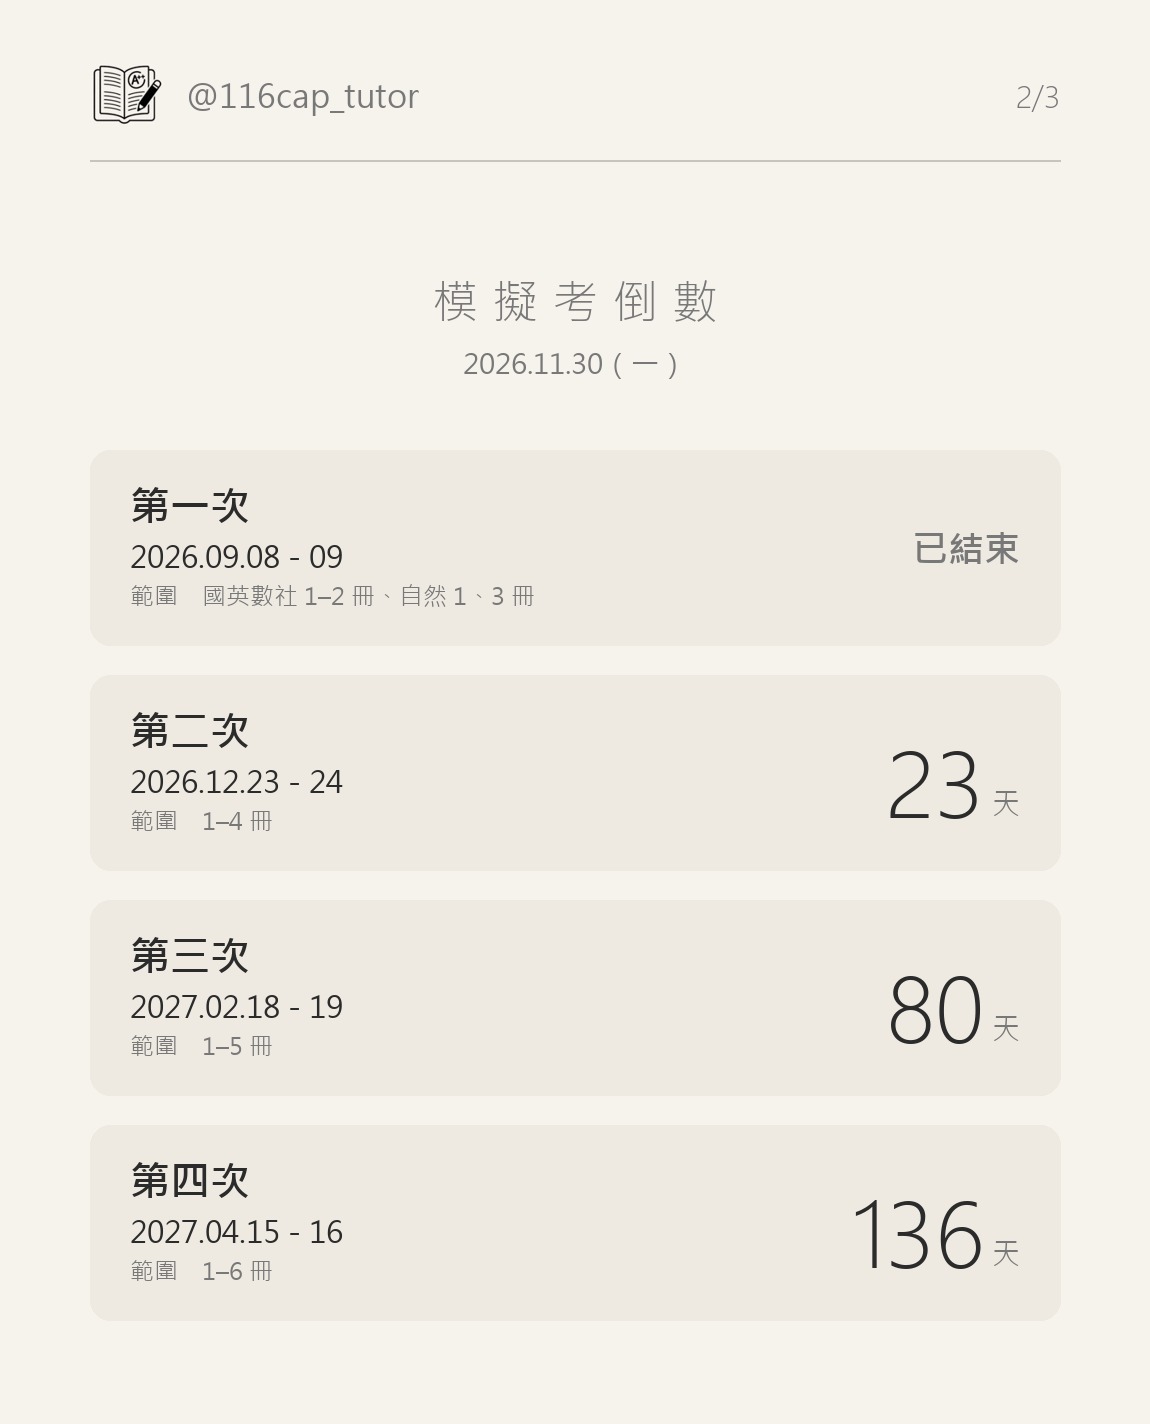 A++
@116cap_tutor
2/3
模擬考倒數
2026.11.30 ( 一 )
第一次
2026.09.08 - 09
範圍　國英數社 1–2 冊、自然 1、3 冊
已結束
第二次
2026.12.23 - 24
範圍　1–4 冊
23 天
第三次
2027.02.18 - 19
範圍　1–5 冊
80 天
第四次
2027.04.15 - 16
範圍　1–6 冊
136 天